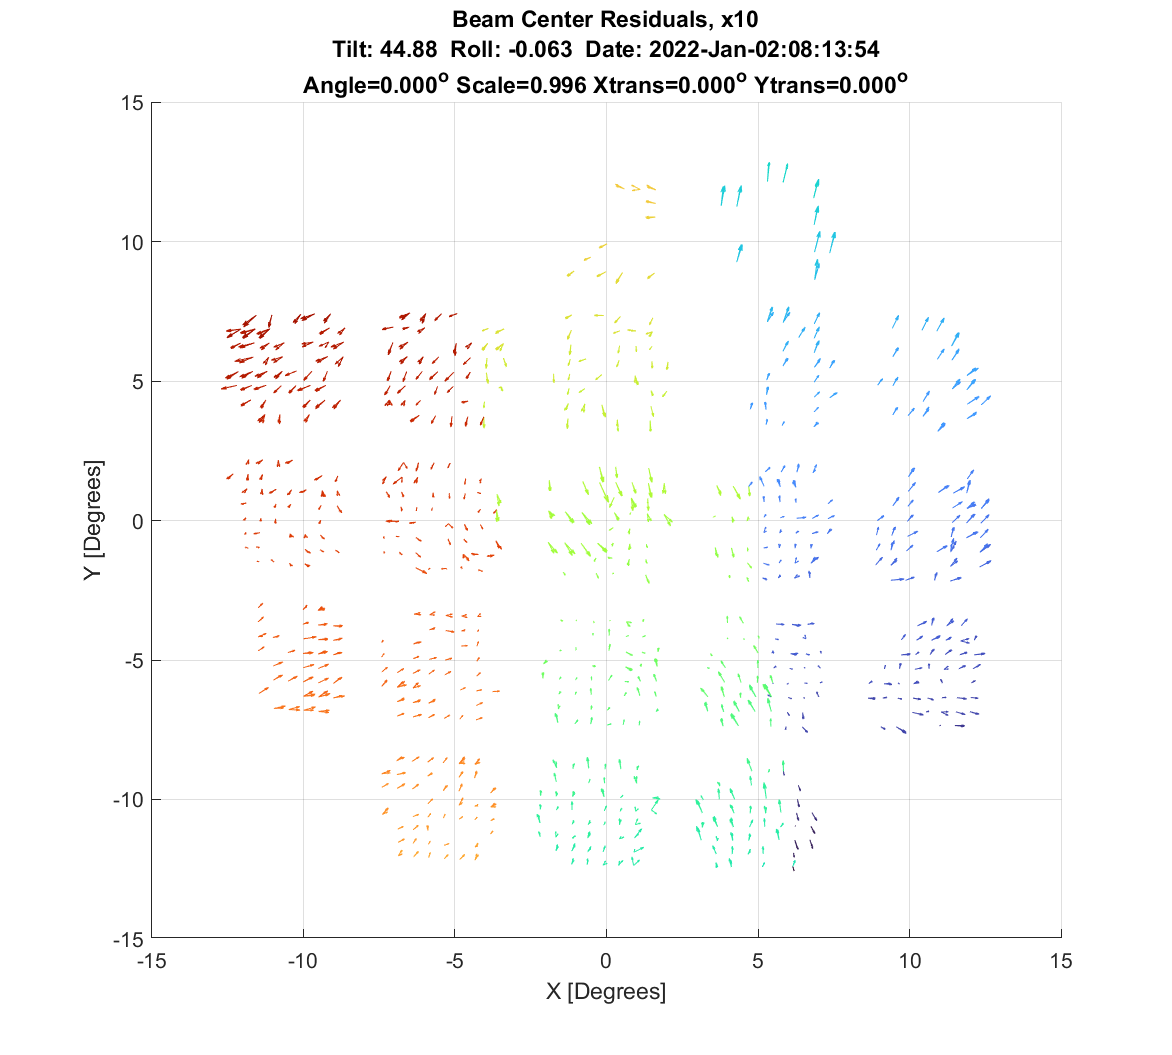 Beam Center Residuals, x10
Tilt: 44.88 Roll: -0.063 Date: 2022-Jan-02:08:13:54
Angle=0.000° Scale=0.996 Xtrans=0.000° Ytrans=0.000°
15
10
5
0
-5
-10
-15
Y [Degrees]
-15 -10 -5 0 5 10 15
X [Degrees]